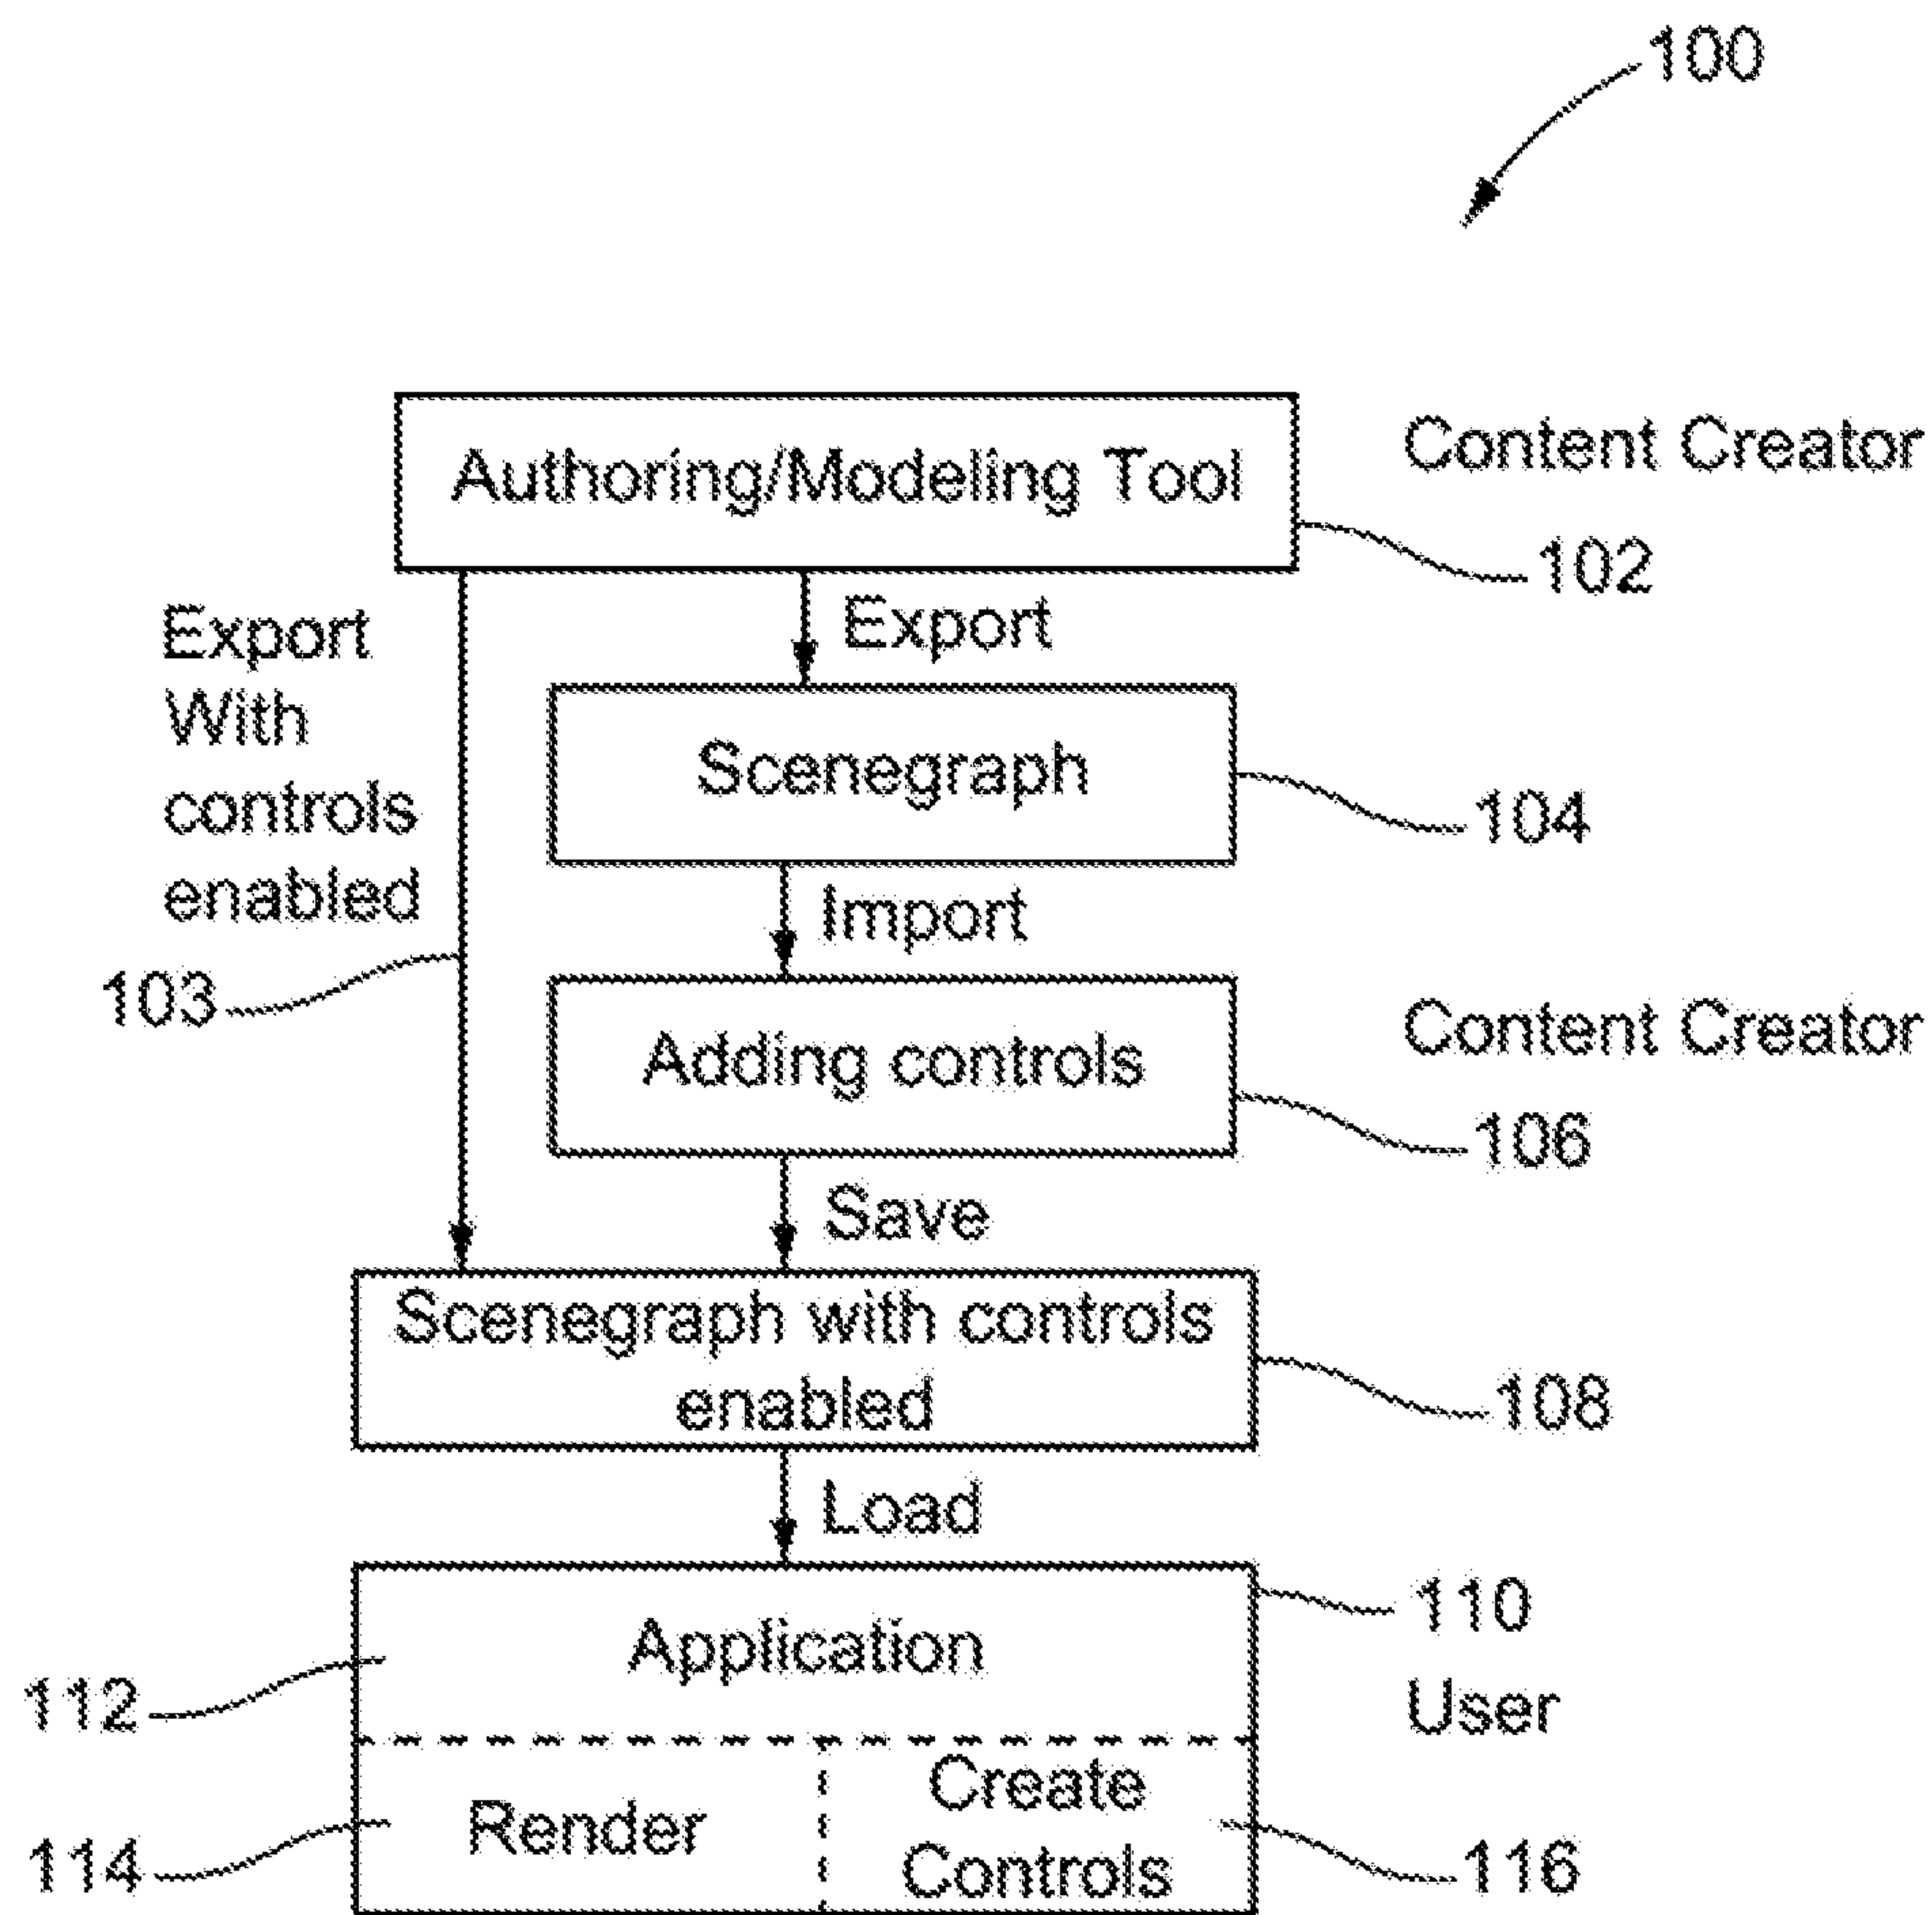 100
Authoring/Modeling Tool
Content Creator
102
Export
With
controls
enabled
103
Export
Scenegraph
104
Import
Adding controls
Content Creator
106
Save
Scenegraph with controls
enabled
108
Load
110
User
Application
112
Render
114
Create
Controls
116